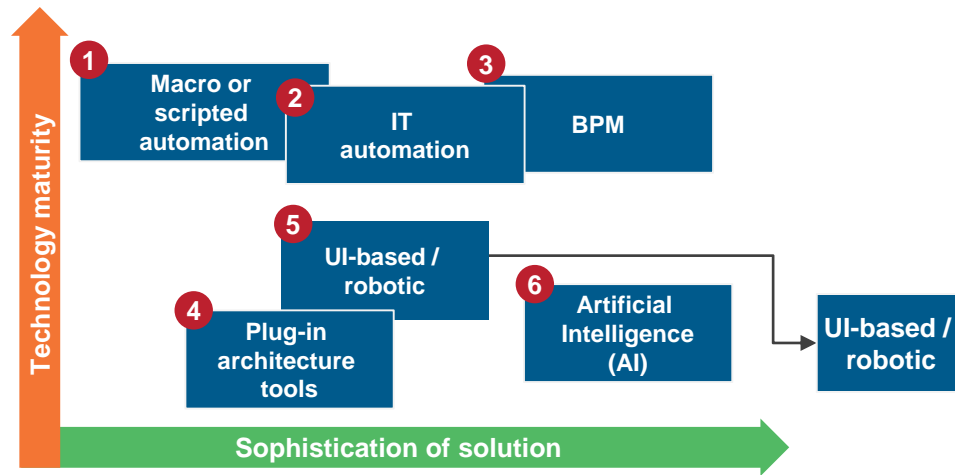 Technology maturity
1
Macro or
scripted
automation
2
IT
automation
3
BPM
5
UI-based /
robotic
4
Plug-in
architecture
tools
6
Artificial
Intelligence
(AI)
UI-based /
robotic
Sophistication of solution